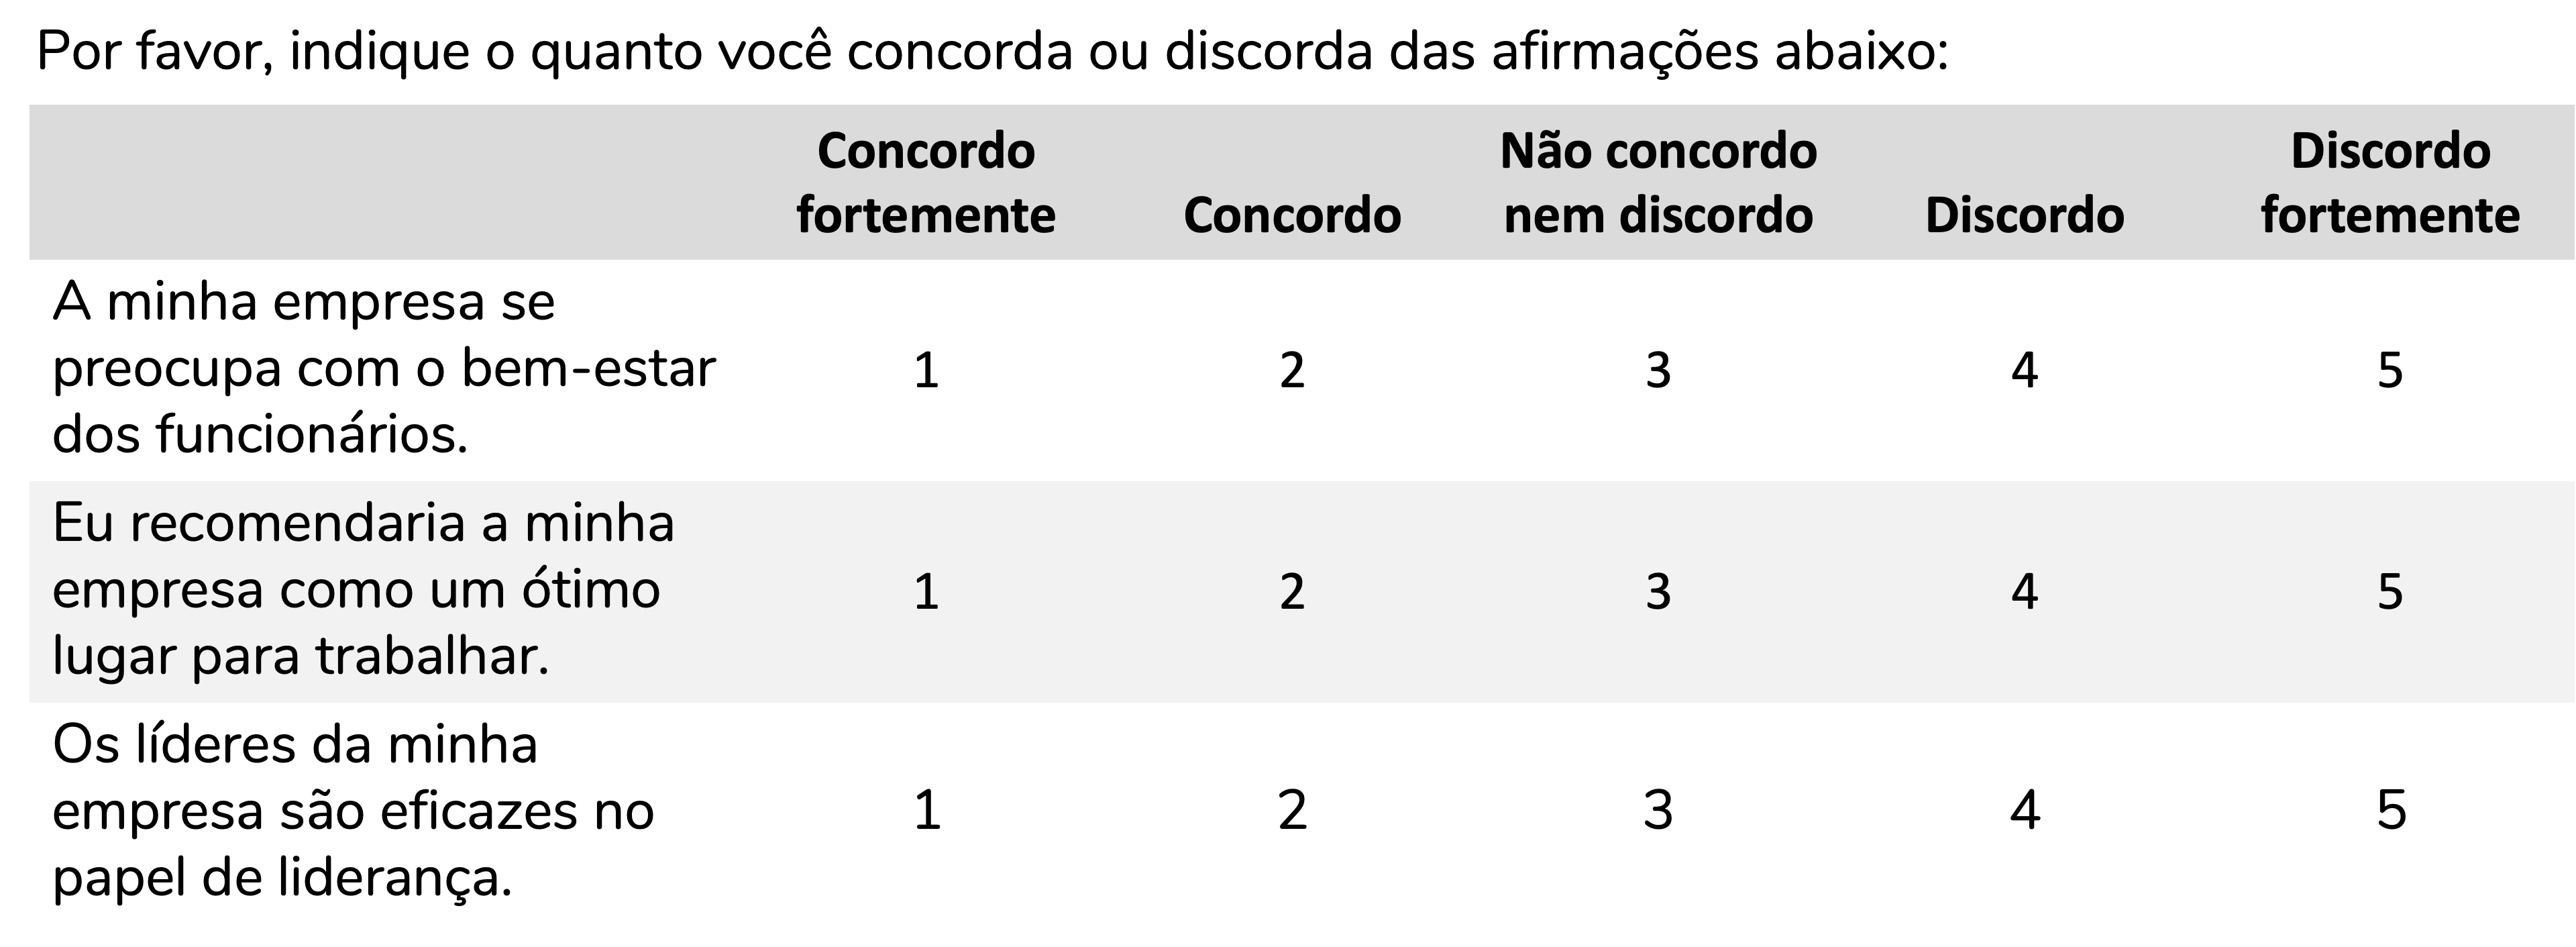 Por favor, indique o quanto você concorda ou discorda das afirmações abaixo:
Concordo fortemente Concordo Não concordo nem discordo Discordo Discordo fortemente
A minha empresa se
preocupa com o bem-estar 1 2 3 4 5
dos funcionários.
Eu recomendaria a minha
empresa como um ótimo 1 2 3 4 5
lugar para trabalhar.
Os líderes da minha
empresa são eficazes no 1 2 3 4 5
papel de liderança.